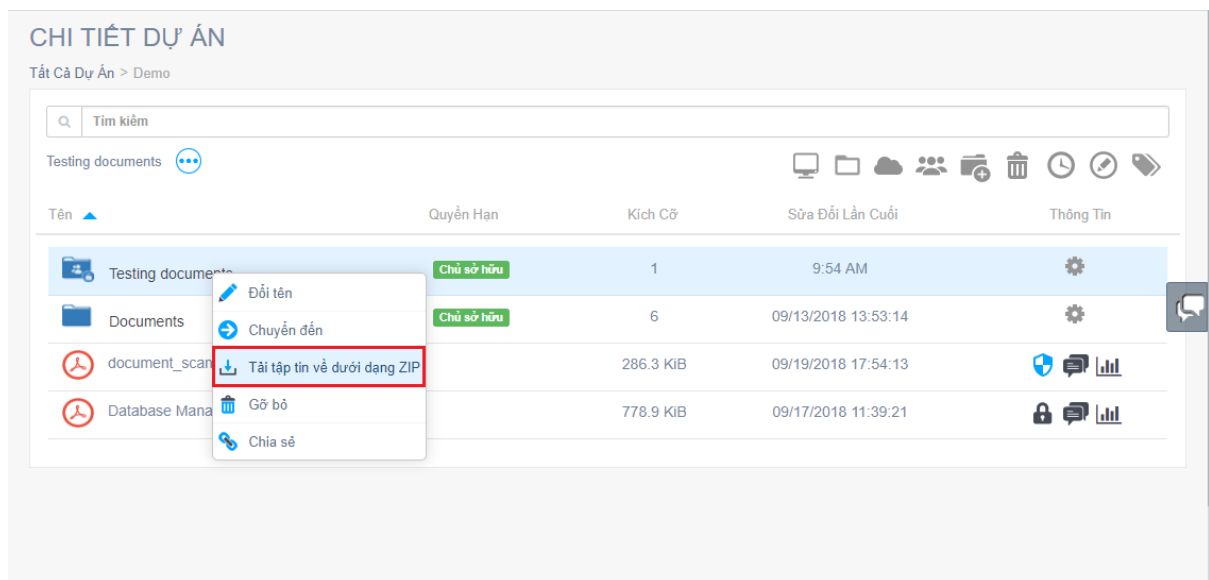 CHI TIẾT DỰ ÁN
Tất Cả Dự Án > Demo
Tìm kiếm
Testing documents
Tên Quyền Hạn Kích Cỡ Sửa Đổi Lần Cuối Thông Tin
Testing documents Chủ sở hữu 1 9:54 AM
Đổi tên
Documents Chủ sở hữu 6 09/13/2018 13:53:14
Chuyển đến
document_scan 286.3 KiB 09/19/2018 17:54:13
Tải tập tin về dưới dạng ZIP
Gỡ bỏ
Database Mana 778.9 KiB 09/17/2018 11:39:21
Chia sẻ